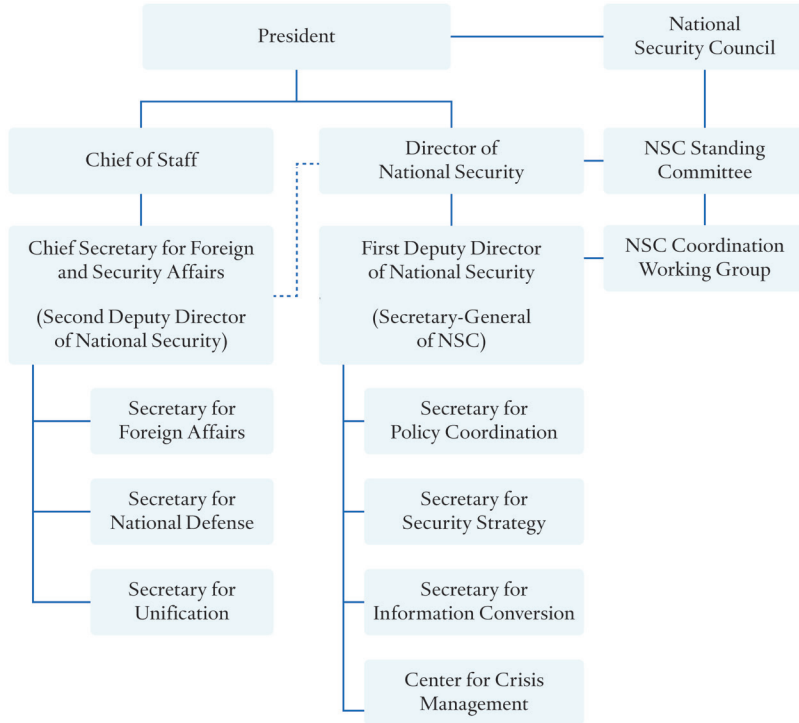 President
National
Security Council
Chief of Staff
Director of
National Security
NSC Standing
Committee
Chief Secretary for Foreign
and Security Affairs
(Second Deputy Director
of National Security)
First Deputy Director
of National Security
(Secretary-General
of NSC)
NSC Coordination
Working Group
Secretary for
Foreign Affairs
Secretary for
National Defense
Secretary for
Unification
Secretary for
Policy Coordination
Secretary for
Security Strategy
Secretary for
Information Conversion
Center for Crisis
Management